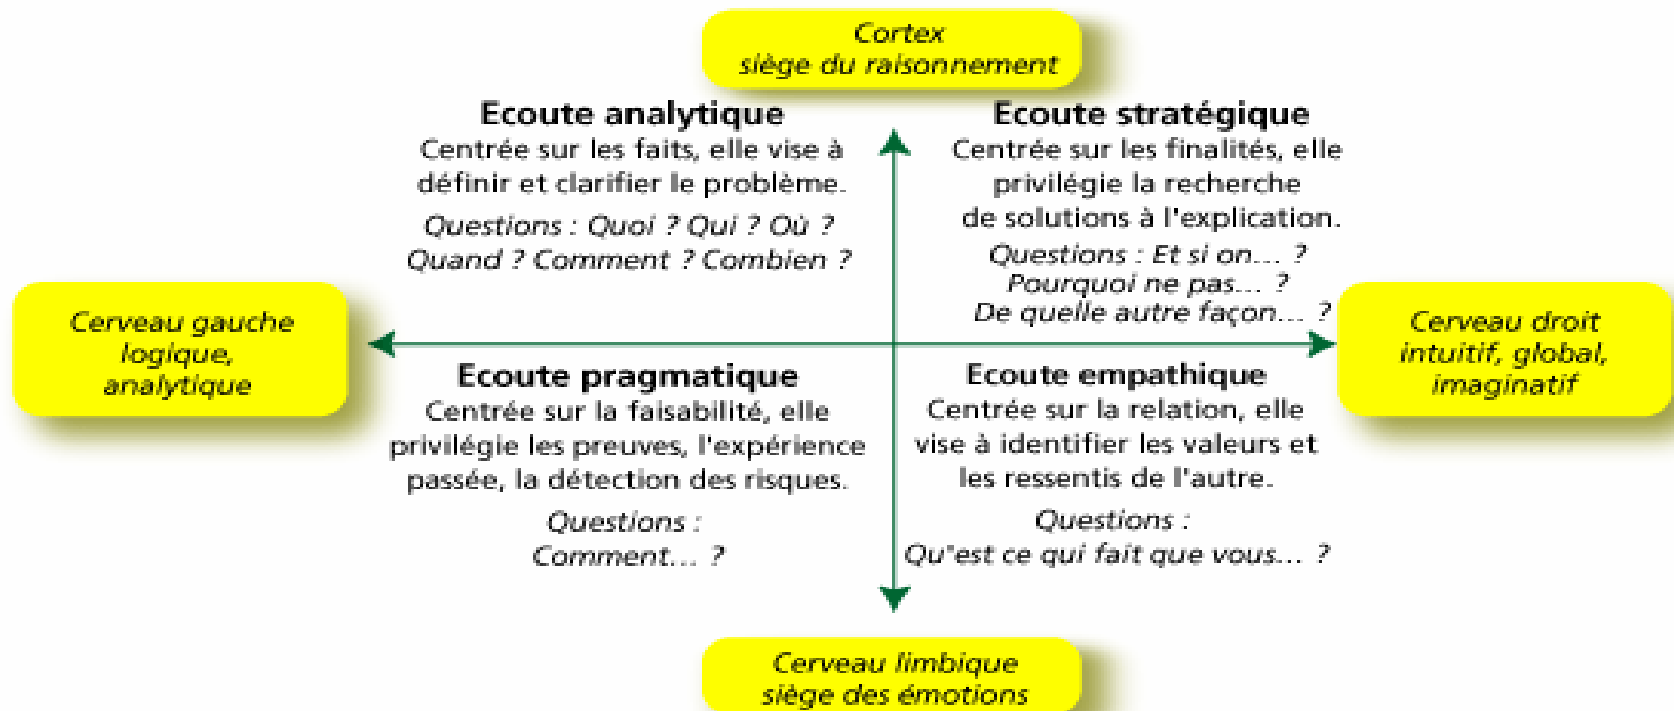 Cortex
siège du raisonnement
Ecoute analytique
Centrée sur les faits, elle vise à
définir et clarifier le problème.
Questions : Quoi ? Qui ? Où ?
Quand ? Comment ? Combien ?
Ecoute stratégique
Centrée sur les finalités, elle
privilégie la recherche
de solutions à l'explication.
Questions : Et si on... ?
Pourquoi ne pas... ?
De quelle autre façon... ?
Cerveau gauche
logique,
analytique
Cerveau droit
intuitif, global,
imaginatif
Ecoute pragmatique
Centrée sur la faisabilité, elle
privilégie les preuves, l'expérience
passée, la détection des risques.
Questions :
Comment... ?
Ecoute empathique
Centrée sur la relation, elle
vise à identifier les valeurs et
les ressentis de l'autre.
Questions :
Qu'est ce qui fait que vous... ?
Cerveau limbique
siège des émotions